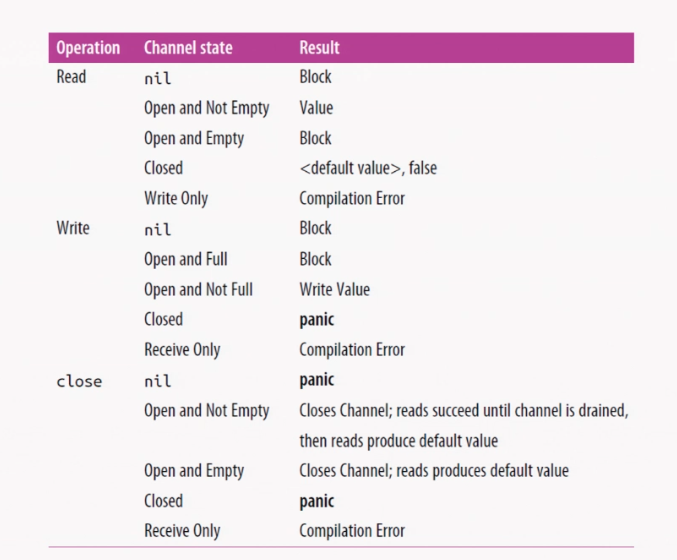 Operation Channel state Result
Read nil Block
Open and Not Empty Value
Open and Empty Block
Closed <default value>, false
Write Only Compilation Error
Write nil Block
Open and Full Block
Open and Not Full Write Value
Closed panic
Receive Only Compilation Error
close nil panic
Open and Not Empty Closes Channel; reads succeed until channel is drained,
then reads produce default value
Open and Empty Closes Channel; reads produces default value
Closed panic
Receive Only Compilation Error